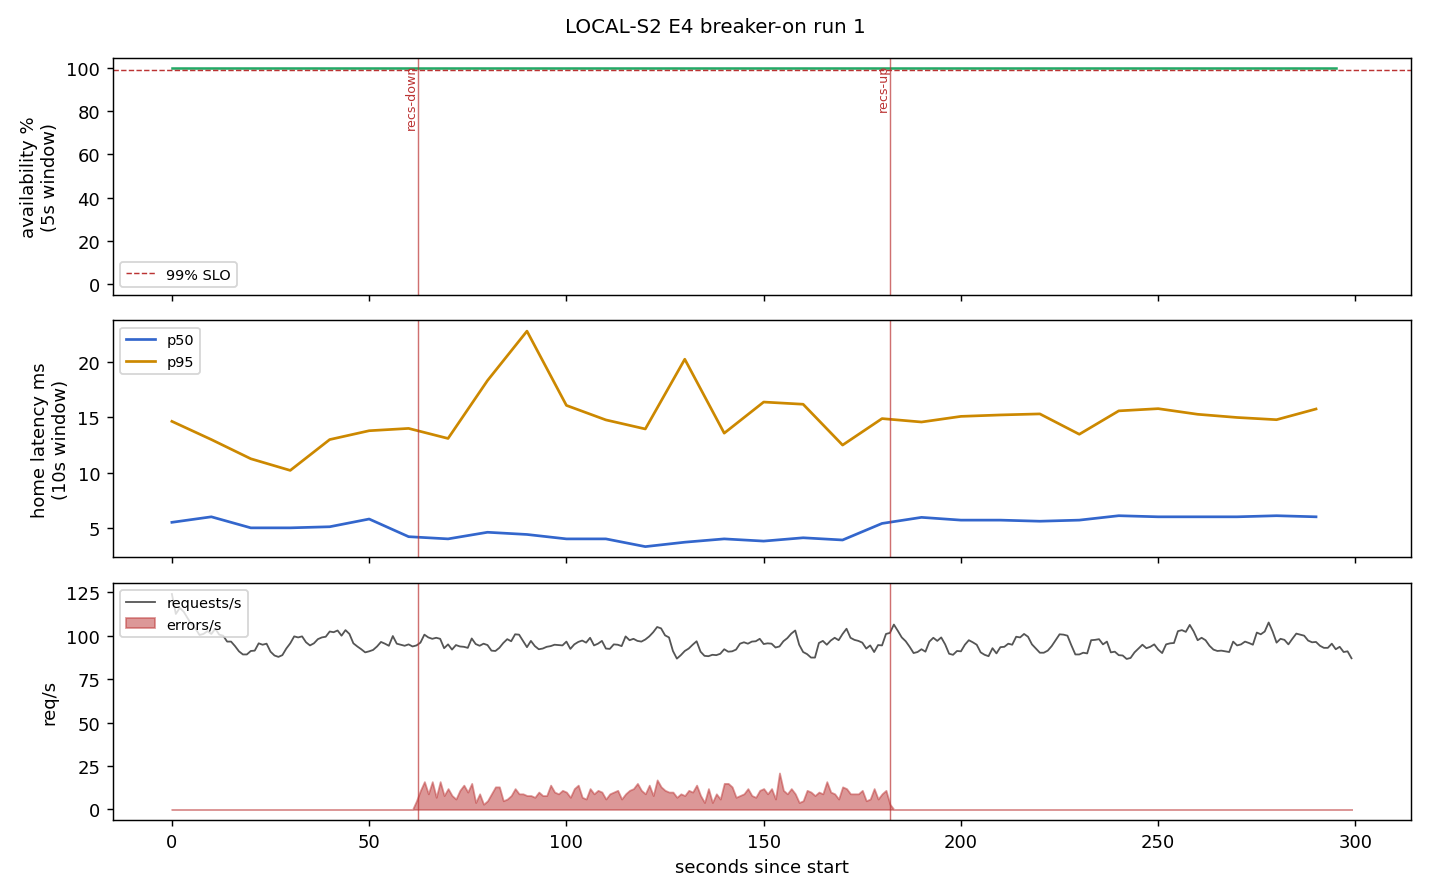 LOCAL-S2 E4 breaker-on run 1
availability %
(5s window)
100
80
60
40
20
0
recs-down
recs-up
99% SLO
home latency ms
(10s window)
20
15
10
5
p50
p95
req/s
125
100
75
50
25
0
requests/s
errors/s
0
50
100
150
200
250
300
seconds since start